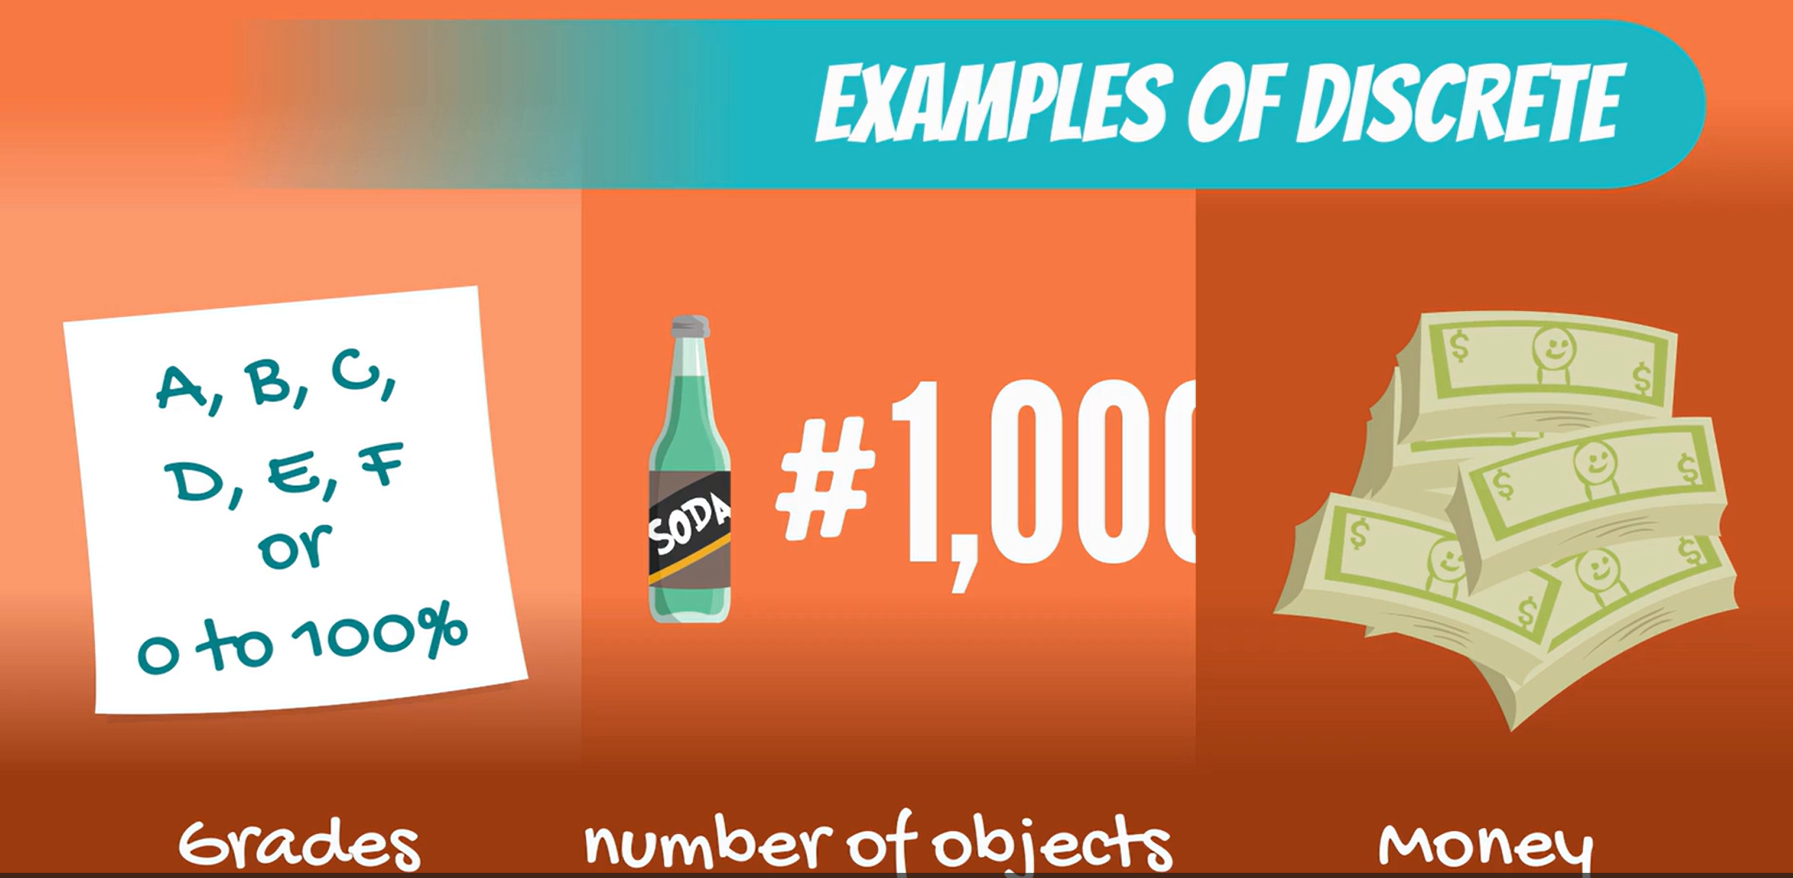 EXAMPLES OF DISCRETE
A, B, C,
D, E, F
or
0 to 100%
SODA
#1,000
$ $
$ $
$ $
$
Grades
number of objects
Money